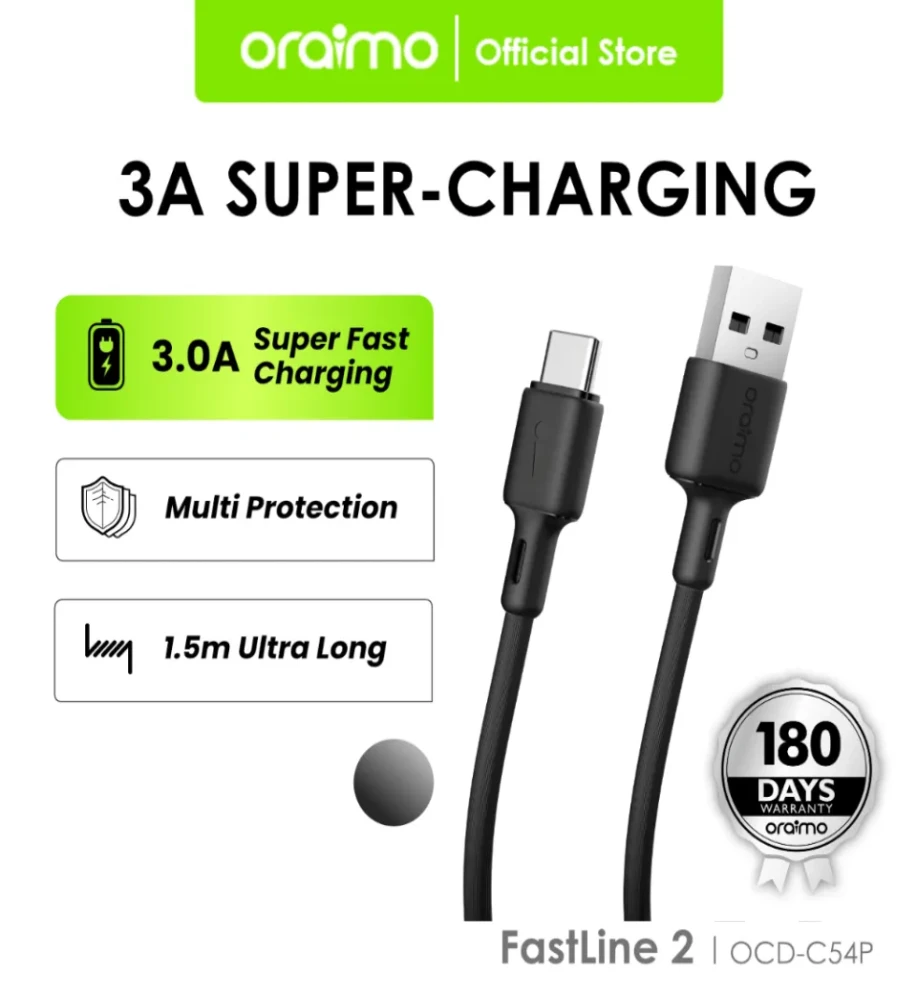 oraimo | Official Store
3A SUPER-CHARGING
3.0A Super Fast
Charging
oraimo
Multi Protection
1.5m Ultra Long
180
DAYS
WARRANTY
oraimo
FastLine 2 | OCD-C54P